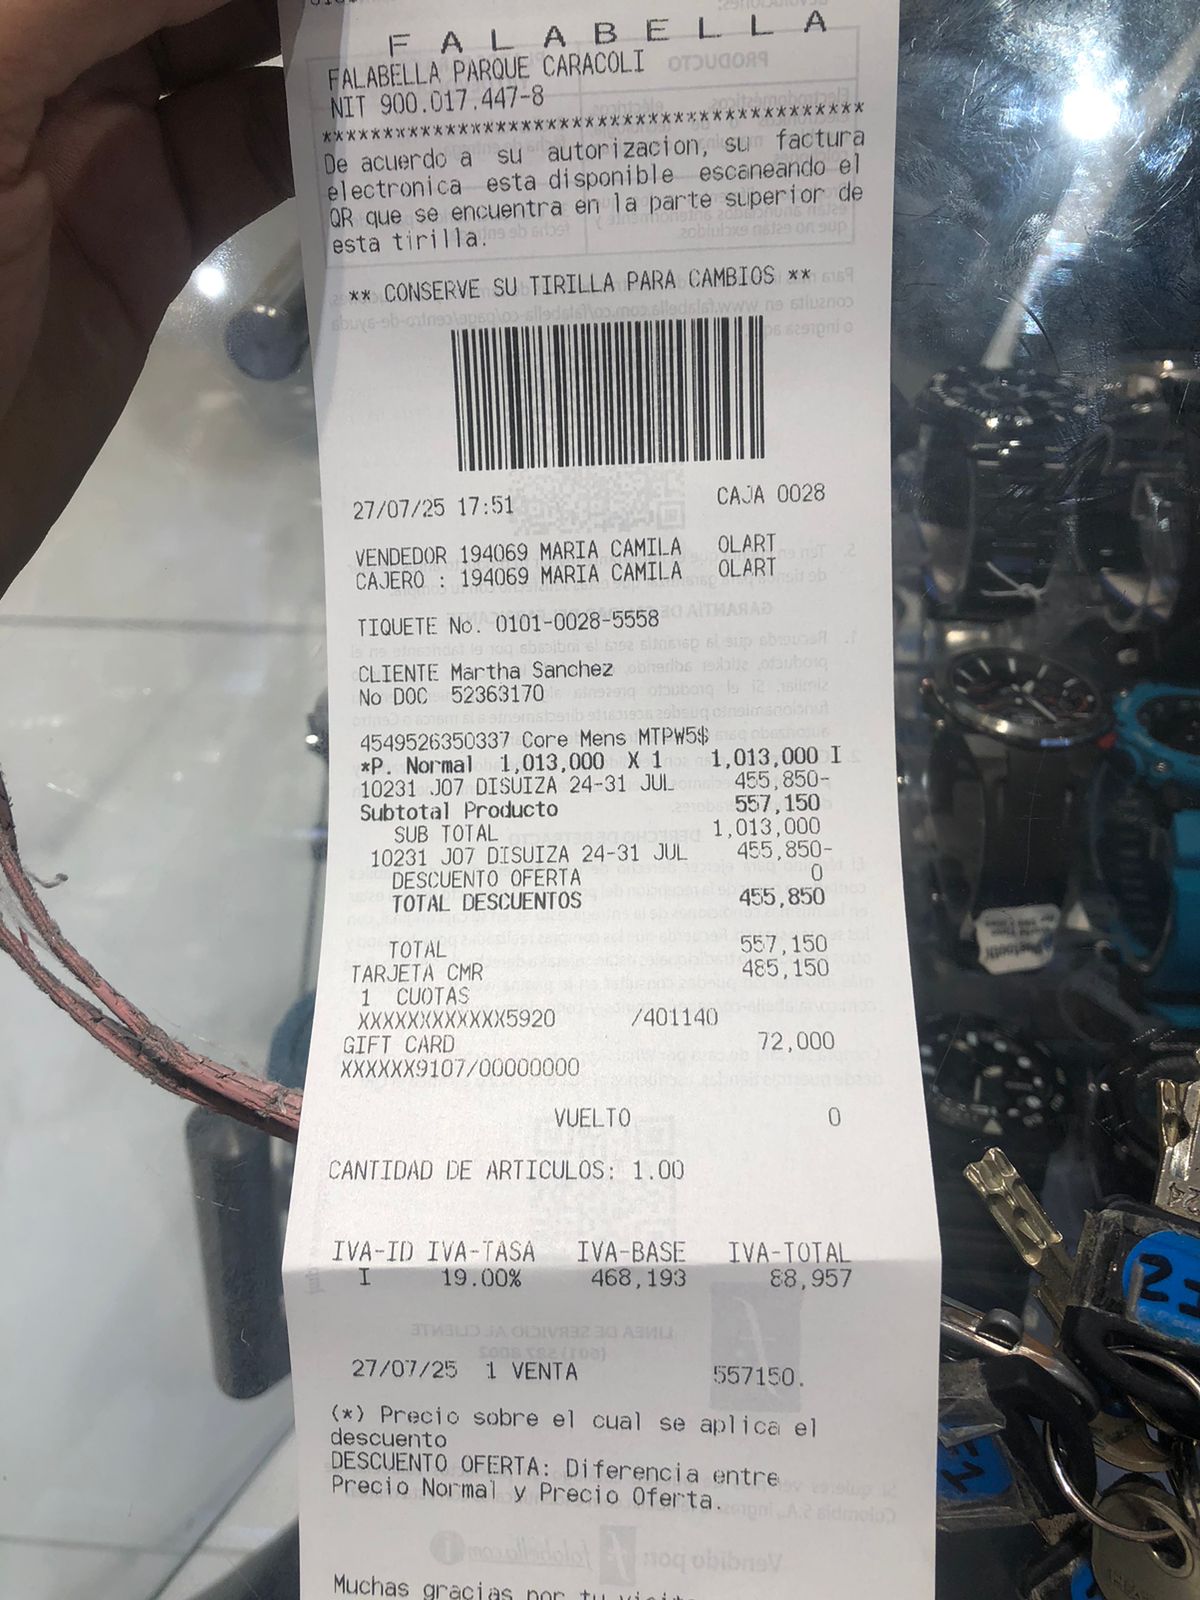 F A L A B E L L A
FALABELLA PARQUE CARACOLI
NIT 900.017.447-8
*******************************************
De acuerdo a su autorizacion, su factura
electronica esta disponible escaneando el
QR que se encuentra en la parte superior de
esta tirilla.
** CONSERVE SU TIRILLA PARA CAMBIOS **
27/07/25 17:51 CAJA 0028
VENDEDOR 194069 MARIA CAMILA OLART
CAJERO : 194069 MARIA CAMILA OLART
TIQUETE No. 0101-0028-5558
CLIENTE Martha Sanchez
No DOC 52363170
4549526350337 Core Mens MTPW5$
*P. Normal 1,013,000 X 1 1,013,000 I
10231 J07 DISUIZA 24-31 JUL 455,850-
Subtotal Producto 557,150
SUB TOTAL 1,013,000
10231 J07 DISUIZA 24-31 JUL 455,850-
DESCUENTO OFERTA 0
TOTAL DESCUENTOS 455,850
TOTAL 557,150
TARJETA CMR 485,150
1 CUOTAS
XXXXXXXXXXXX5920 /401140
GIFT CARD 72,000
XXXXXX9107/00000000
VUELTO 0
CANTIDAD DE ARTICULOS: 1.00
IVA-ID IVA-TASA IVA-BASE IVA-TOTAL
I 19.00% 468,193 88,957
27/07/25 1 VENTA 557150.
(*) Precio sobre el cual se aplica el
descuento
DESCUENTO OFERTA: Diferencia entre
Precio Normal y Precio Oferta.
Muchas gracias por tu visita